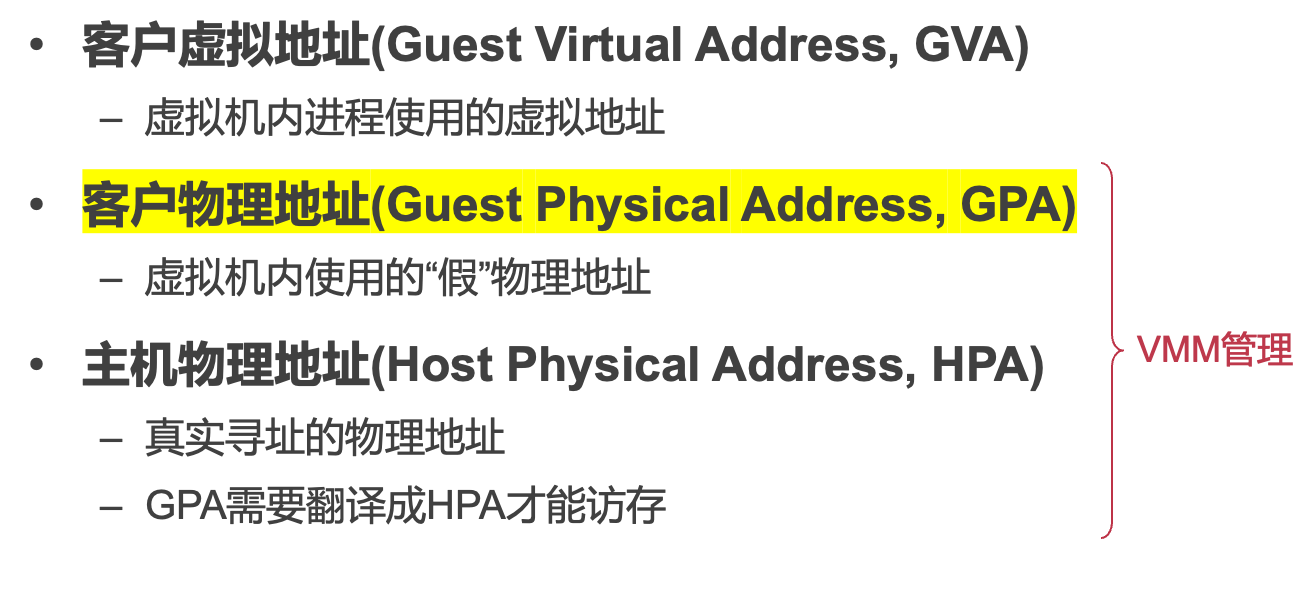 • 客户虚拟地址(Guest Virtual Address, GVA)
– 虚拟机内进程使用的虚拟地址
• 客户物理地址(Guest Physical Address, GPA)
– 虚拟机内使用的“假”物理地址
• 主机物理地址(Host Physical Address, HPA)
– 真实寻址的物理地址
– GPA需要翻译成HPA才能访存
VMM管理